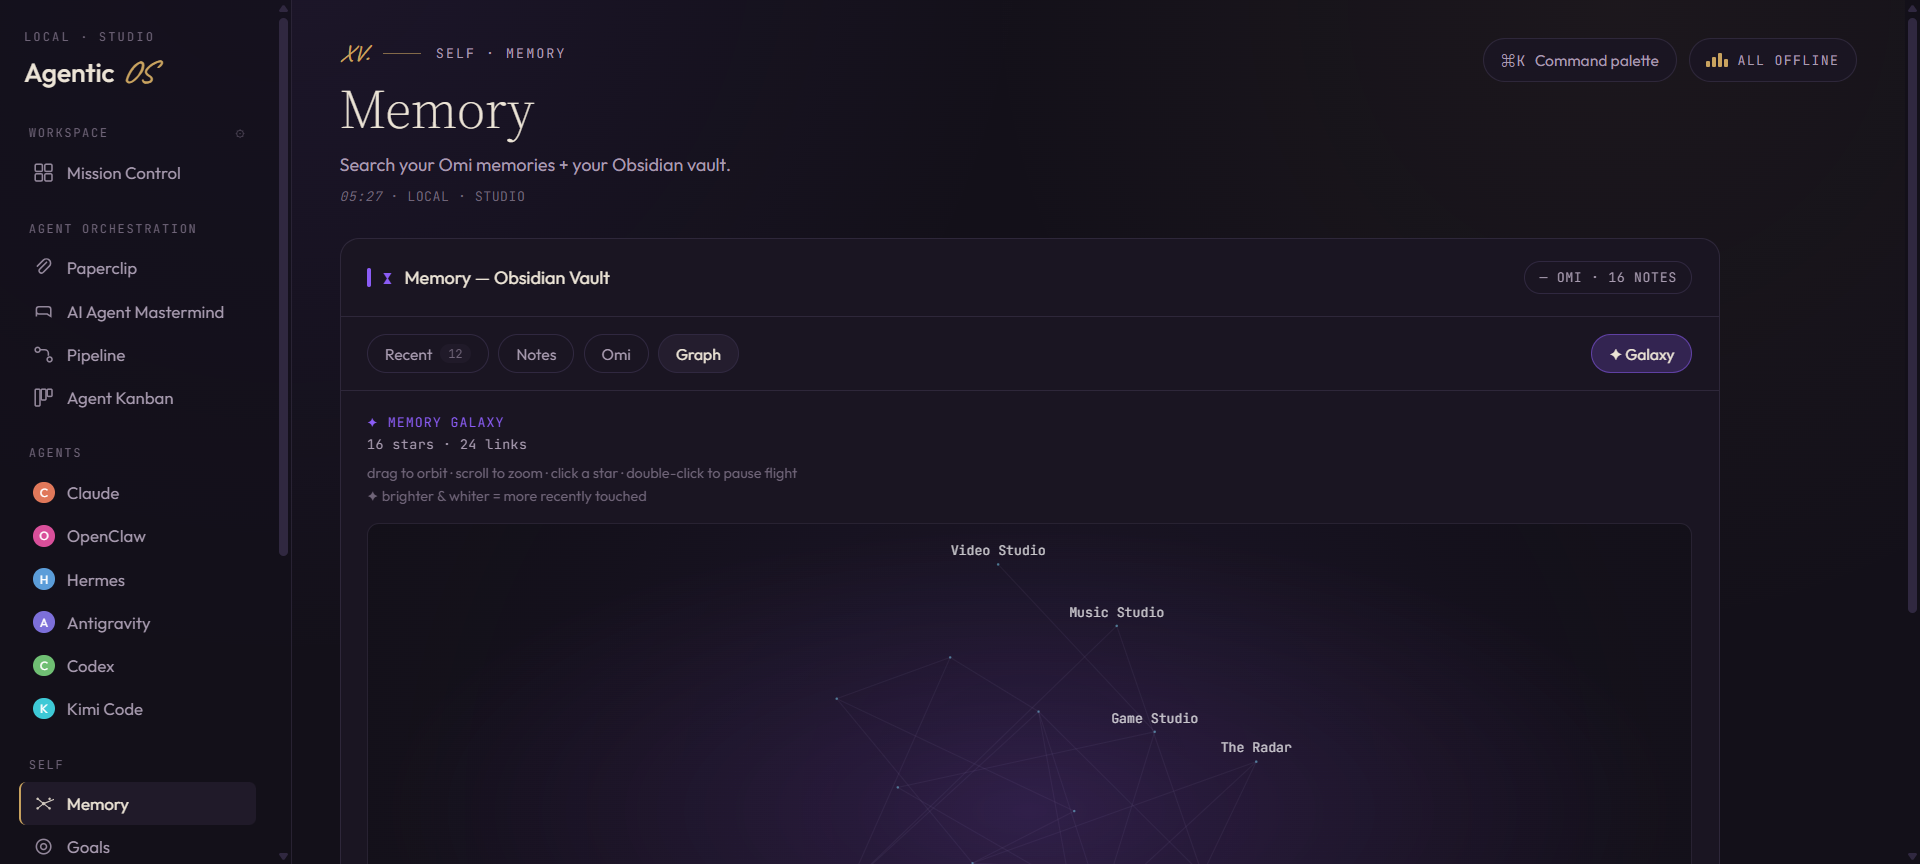 LOCAL · STUDIO
Agentic OS
WORKSPACE
Mission Control
AGENT ORCHESTRATION
Paperclip
AI Agent Mastermind
Pipeline
Agent Kanban
AGENTS
C Claude
O OpenClaw
H Hermes
A Antigravity
C Codex
K Kimi Code
SELF
Memory
Goals
XV. SELF · MEMORY
⌘K Command palette
ALL OFFLINE
Memory
Search your Omi memories + your Obsidian vault.
05:27 · LOCAL · STUDIO
Memory — Obsidian Vault
— OMI · 16 NOTES
Recent 12
Notes
Omi
Graph
✦ Galaxy
✦ MEMORY GALAXY
16 stars · 24 links
drag to orbit · scroll to zoom · click a star · double-click to pause flight
✦ brighter & whiter = more recently touched
Video Studio
Music Studio
Game Studio
The Radar